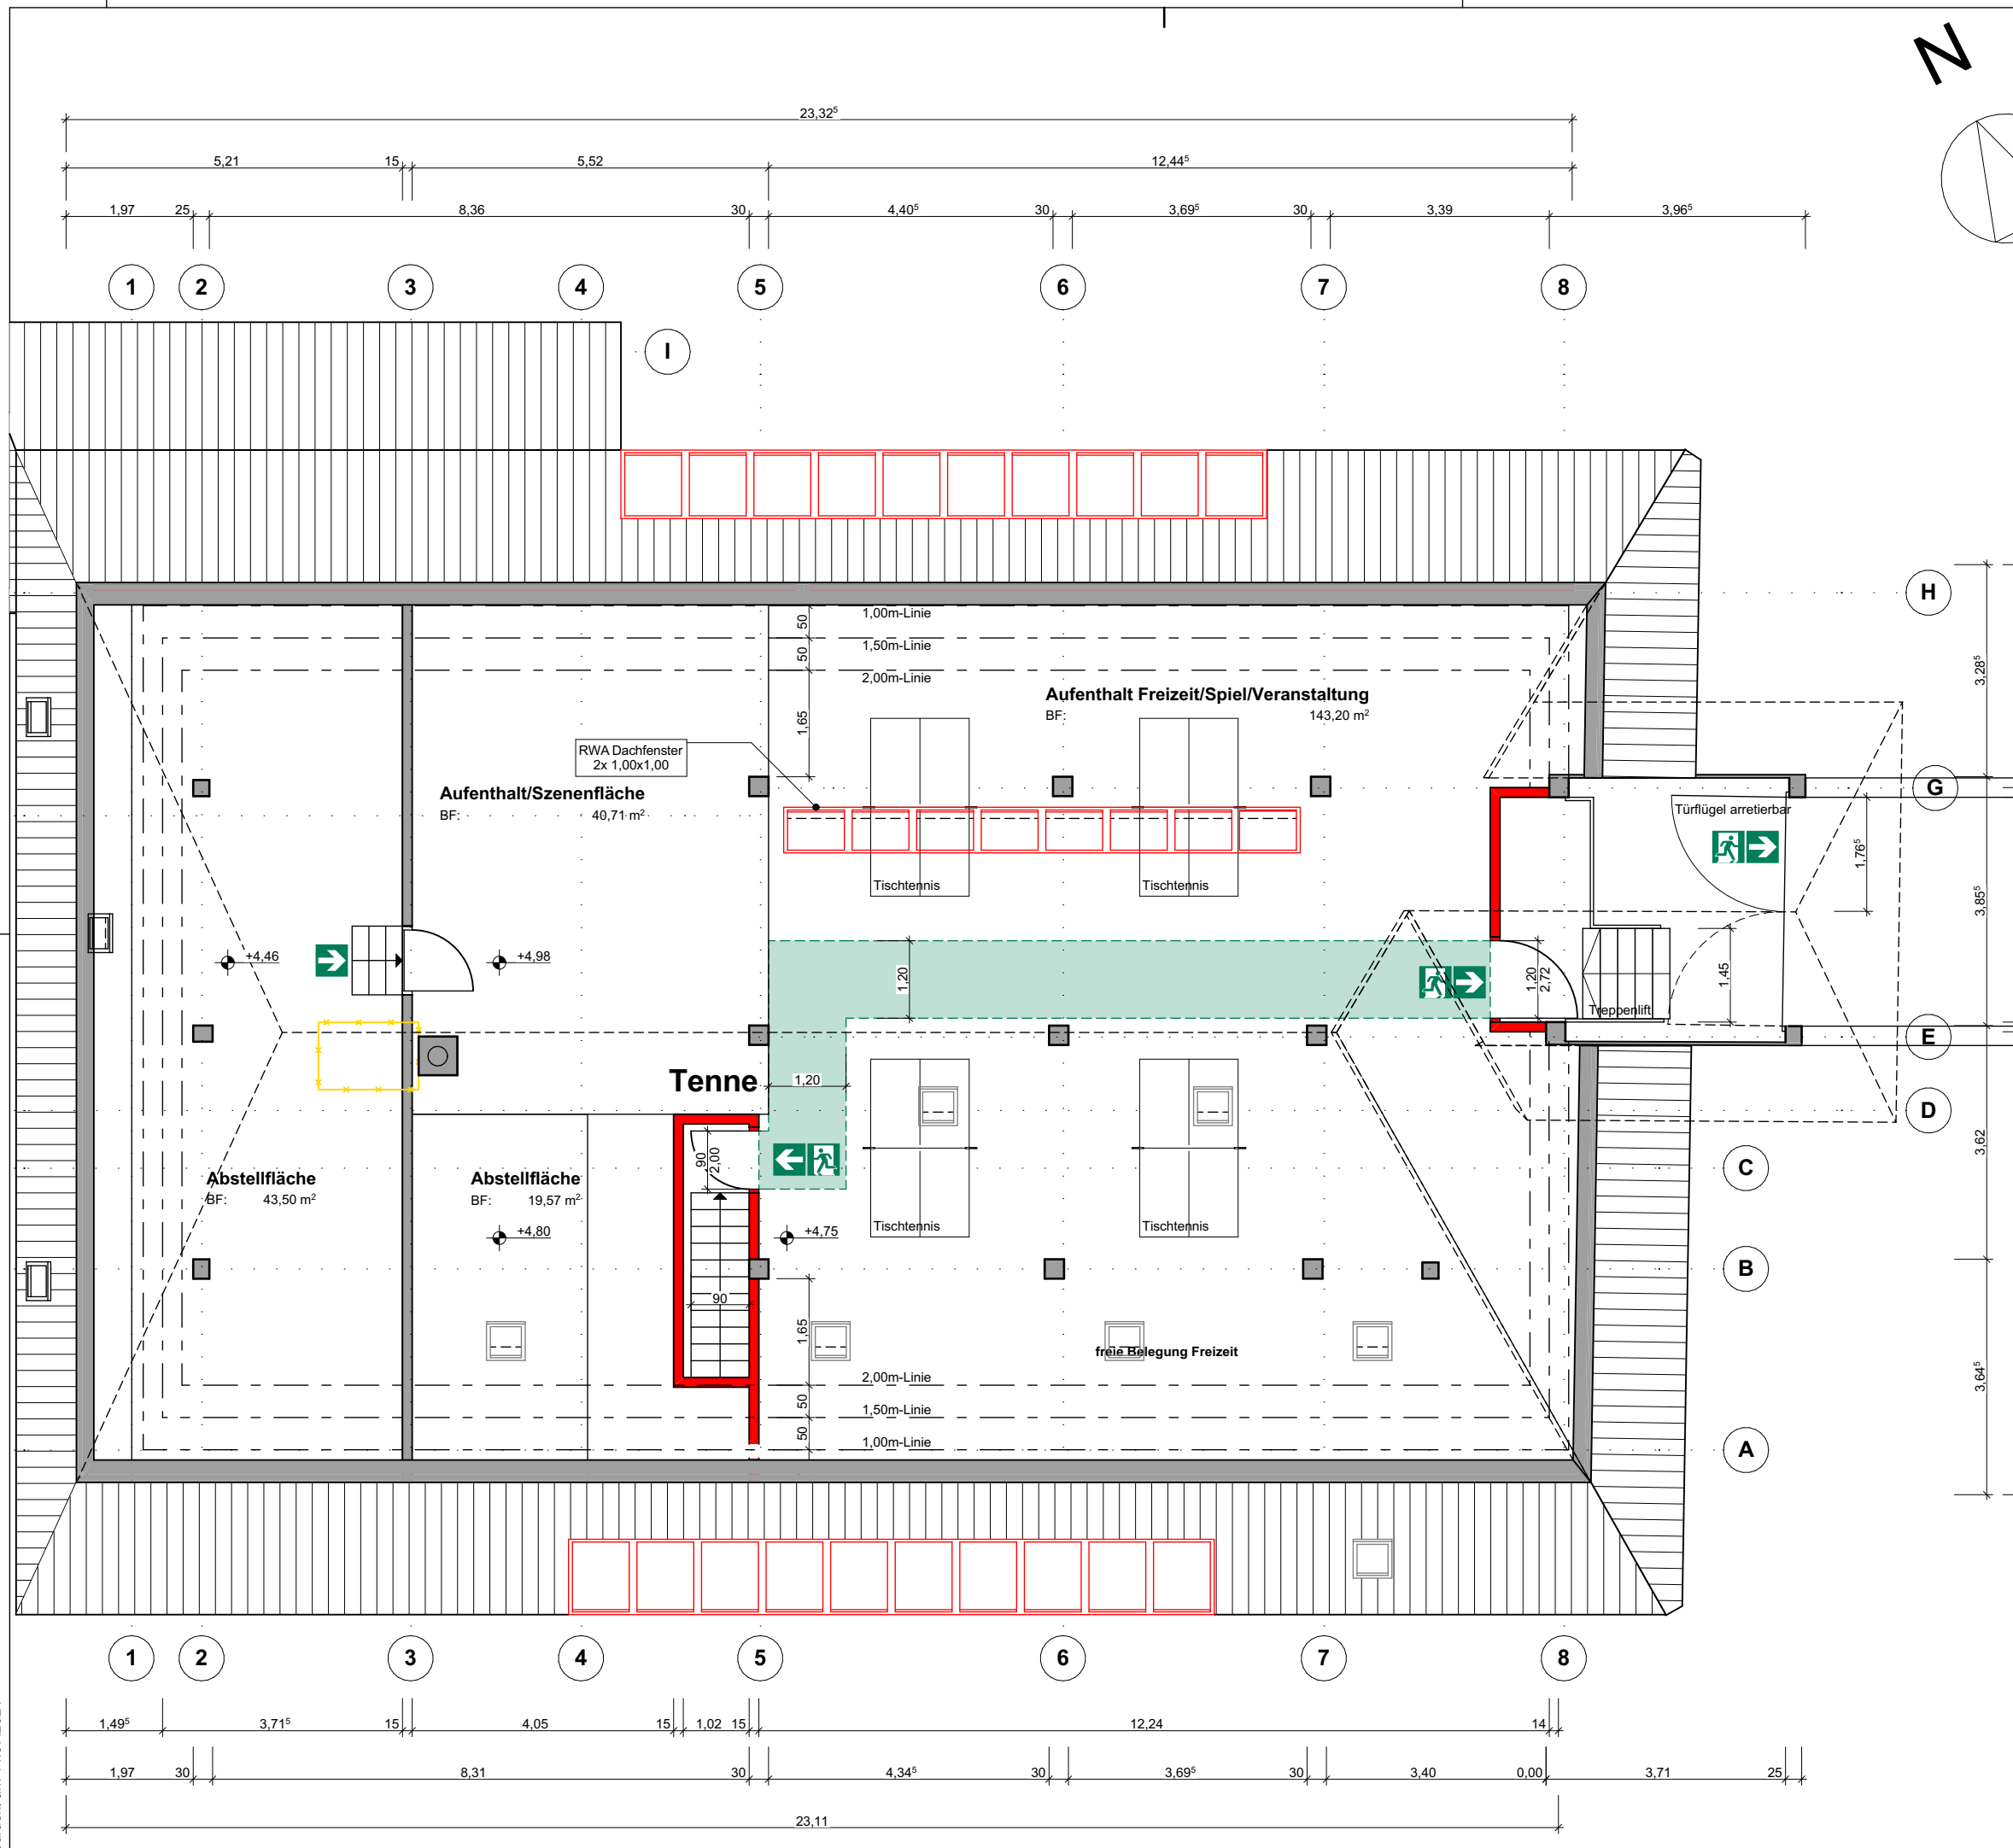 N
23,32⁵
5,21 15 5,52 12,44⁵
1,97 25 8,36 30 4,40⁵ 30 3,69⁵ 30 3,39 3,96⁵
1 2 3 4 5 6 7 8
I
H
1,00m-Linie
50
1,50m-Linie
50
2,00m-Linie
3,28⁵
Aufenthalt Freizeit/Spiel/Veranstaltung
BF: 143,20 m²
1,65
RWA Dachfenster
2x 1,00x1,00
Aufenthalt/Szenenfläche
BF: 40,71 m²
G
Türflügel arretierbar
1,76⁵
3,85⁵
Tischtennis Tischtennis
+4,46
+4,98
1,20
1,20
2,72
1,45
Treppenlift
E
Tenne
1,20
D
90
2,00
C
3,62
Abstellfläche
BF: 43,50 m²
Abstellfläche
BF: 19,57 m²
+4,80
+4,75
Tischtennis Tischtennis
B
90
1,65
freie Belegung Freizeit
2,00m-Linie
50
1,50m-Linie
50
1,00m-Linie
3,64⁵
A
1 2 3 4 5 6 7 8
1,49⁵ 3,71⁵ 15 4,05 15 1,02 15 12,24 14
1,97 30 8,31 30 4,34⁵ 30 3,69⁵ 30 3,40 0,00 3,71 25
23,11